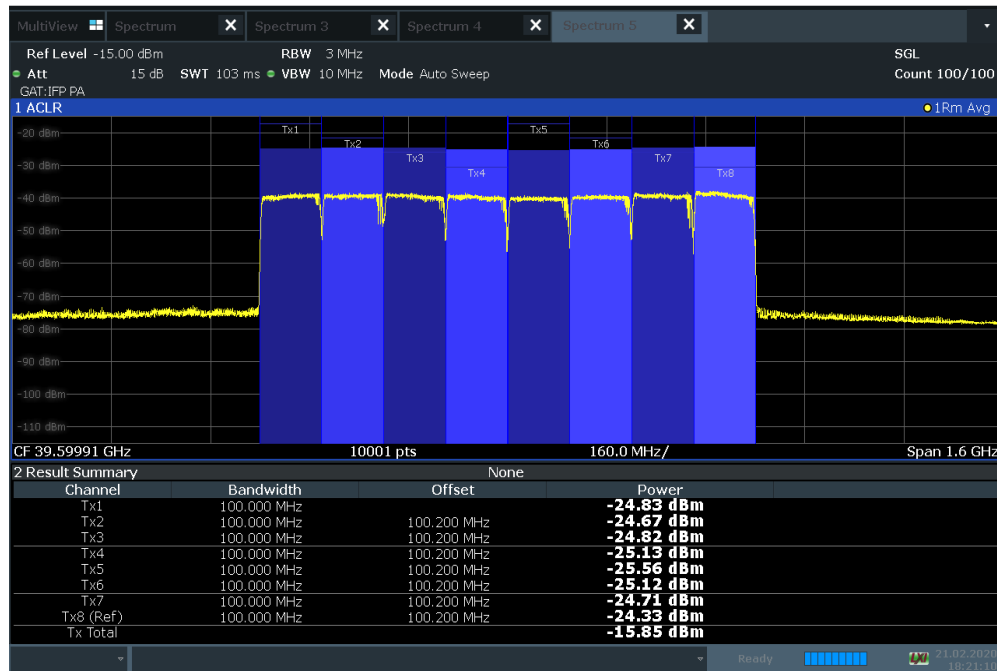 MultiView Spectrum X Spectrum 3 X Spectrum 4 X Spectrum 5 X
Ref Level -15.00 dBm RBW 3 MHz SGL
Att 15 dB SWT 103 ms VBW 10 MHz Mode Auto Sweep Count 100/100
GAT:IFP PA
1 ACLR 1Rm Avg
-20 dBm
Tx1 Tx5
Tx2 Tx6
Tx3 Tx7
-30 dBm
Tx4 Tx8
-40 dBm
-50 dBm
-60 dBm
-70 dBm
-80 dBm
-90 dBm
-100 dBm
-110 dBm
CF 39.59991 GHz 10001 pts 160.0 MHz/ Span 1.6 GHz
2 Result Summary None
Channel Bandwidth Offset Power
Tx1 100.000 MHz -24.83 dBm
Tx2 100.000 MHz 100.200 MHz -24.67 dBm
Tx3 100.000 MHz 100.200 MHz -24.82 dBm
Tx4 100.000 MHz 100.200 MHz -25.13 dBm
Tx5 100.000 MHz 100.200 MHz -25.56 dBm
Tx6 100.000 MHz 100.200 MHz -25.12 dBm
Tx7 100.000 MHz 100.200 MHz -24.71 dBm
Tx8 (Ref) 100.000 MHz 100.200 MHz -24.33 dBm
Tx Total -15.85 dBm
Ready 21.02.2020
18:21:10